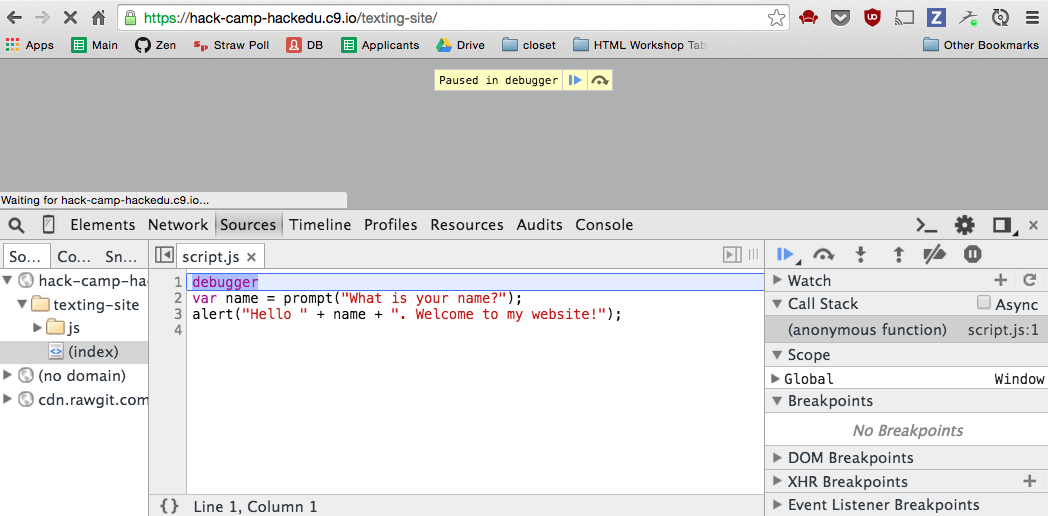 https://hack-camp-hackedu.c9.io/texting-site/
Apps Main Zen Straw Poll DB Applicants Drive closet HTML Workshop Tab Other Bookmarks
Paused in debugger
Waiting for hack-camp-hackedu.c9.io...
Elements Network Sources Timeline Profiles Resources Audits Console
So... Co... Sn... script.js ×
hack-camp-ha
texting-site
js
(index)
(no domain)
cdn.rawgit.com
1 debugger
2 var name = prompt("What is your name?");
3 alert("Hello " + name + ". Welcome to my website!");
4
{} Line 1, Column 1
Watch
Call Stack Async
(anonymous function) script.js:1
Scope
Global Window
Breakpoints
No Breakpoints
DOM Breakpoints
XHR Breakpoints
Event Listener Breakpoints